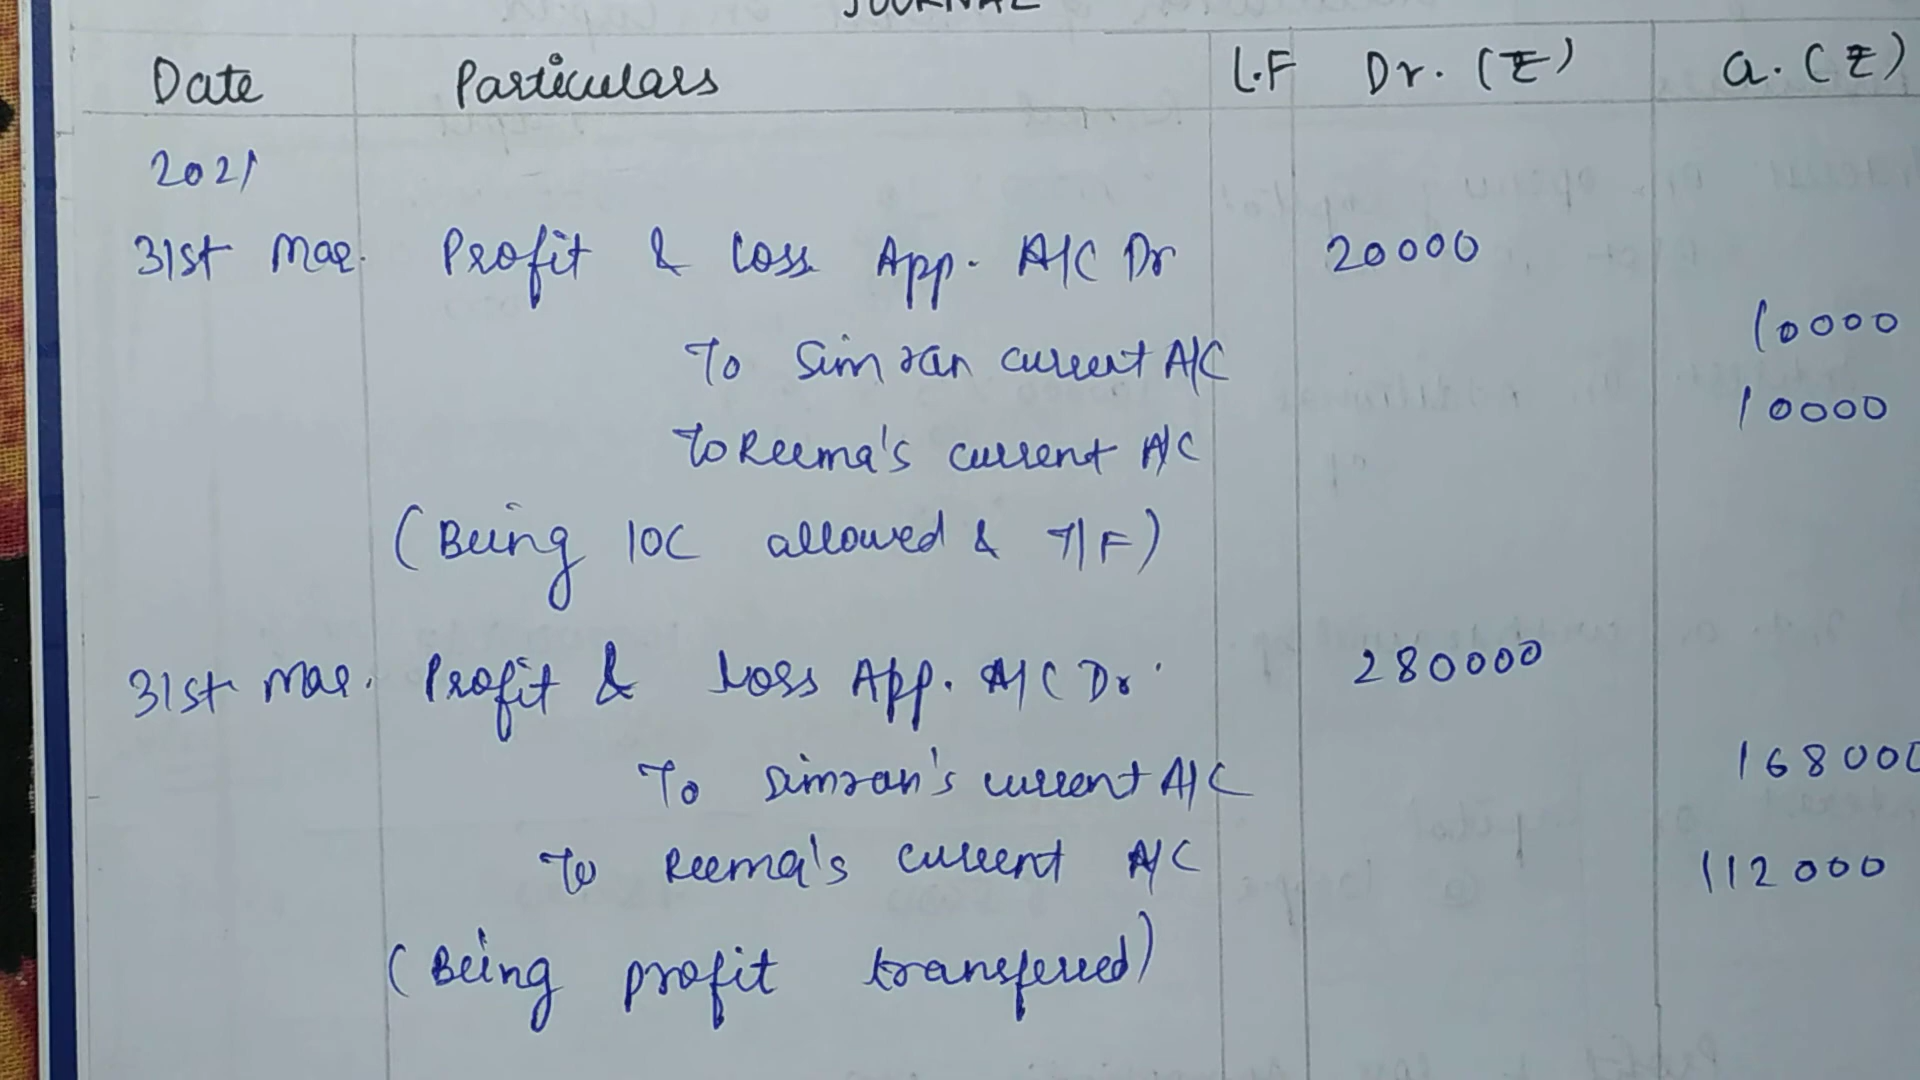 JOURNAL
Date Particulars L.F Dr. (₹) Cr. (₹)
2021
31st Mar. Profit & Loss App. A/C Dr 20000
To Simran current A/C 10000
To Reema's current A/C 10000
(Being IOC allowed & T/F)
31st Mar. Profit & Loss App. A/C Dr. 280000
To Simran's current A/C 168000
To Reema's current A/C 112000
(Being profit transferred)